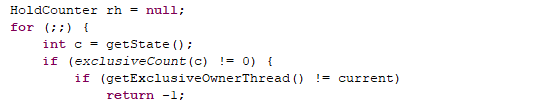 HoldCounter rh = null;
for (;;) {
    int c = getState();
    if (exclusiveCount(c) != 0) {
        if (getExclusiveOwnerThread() != current)
            return -1;